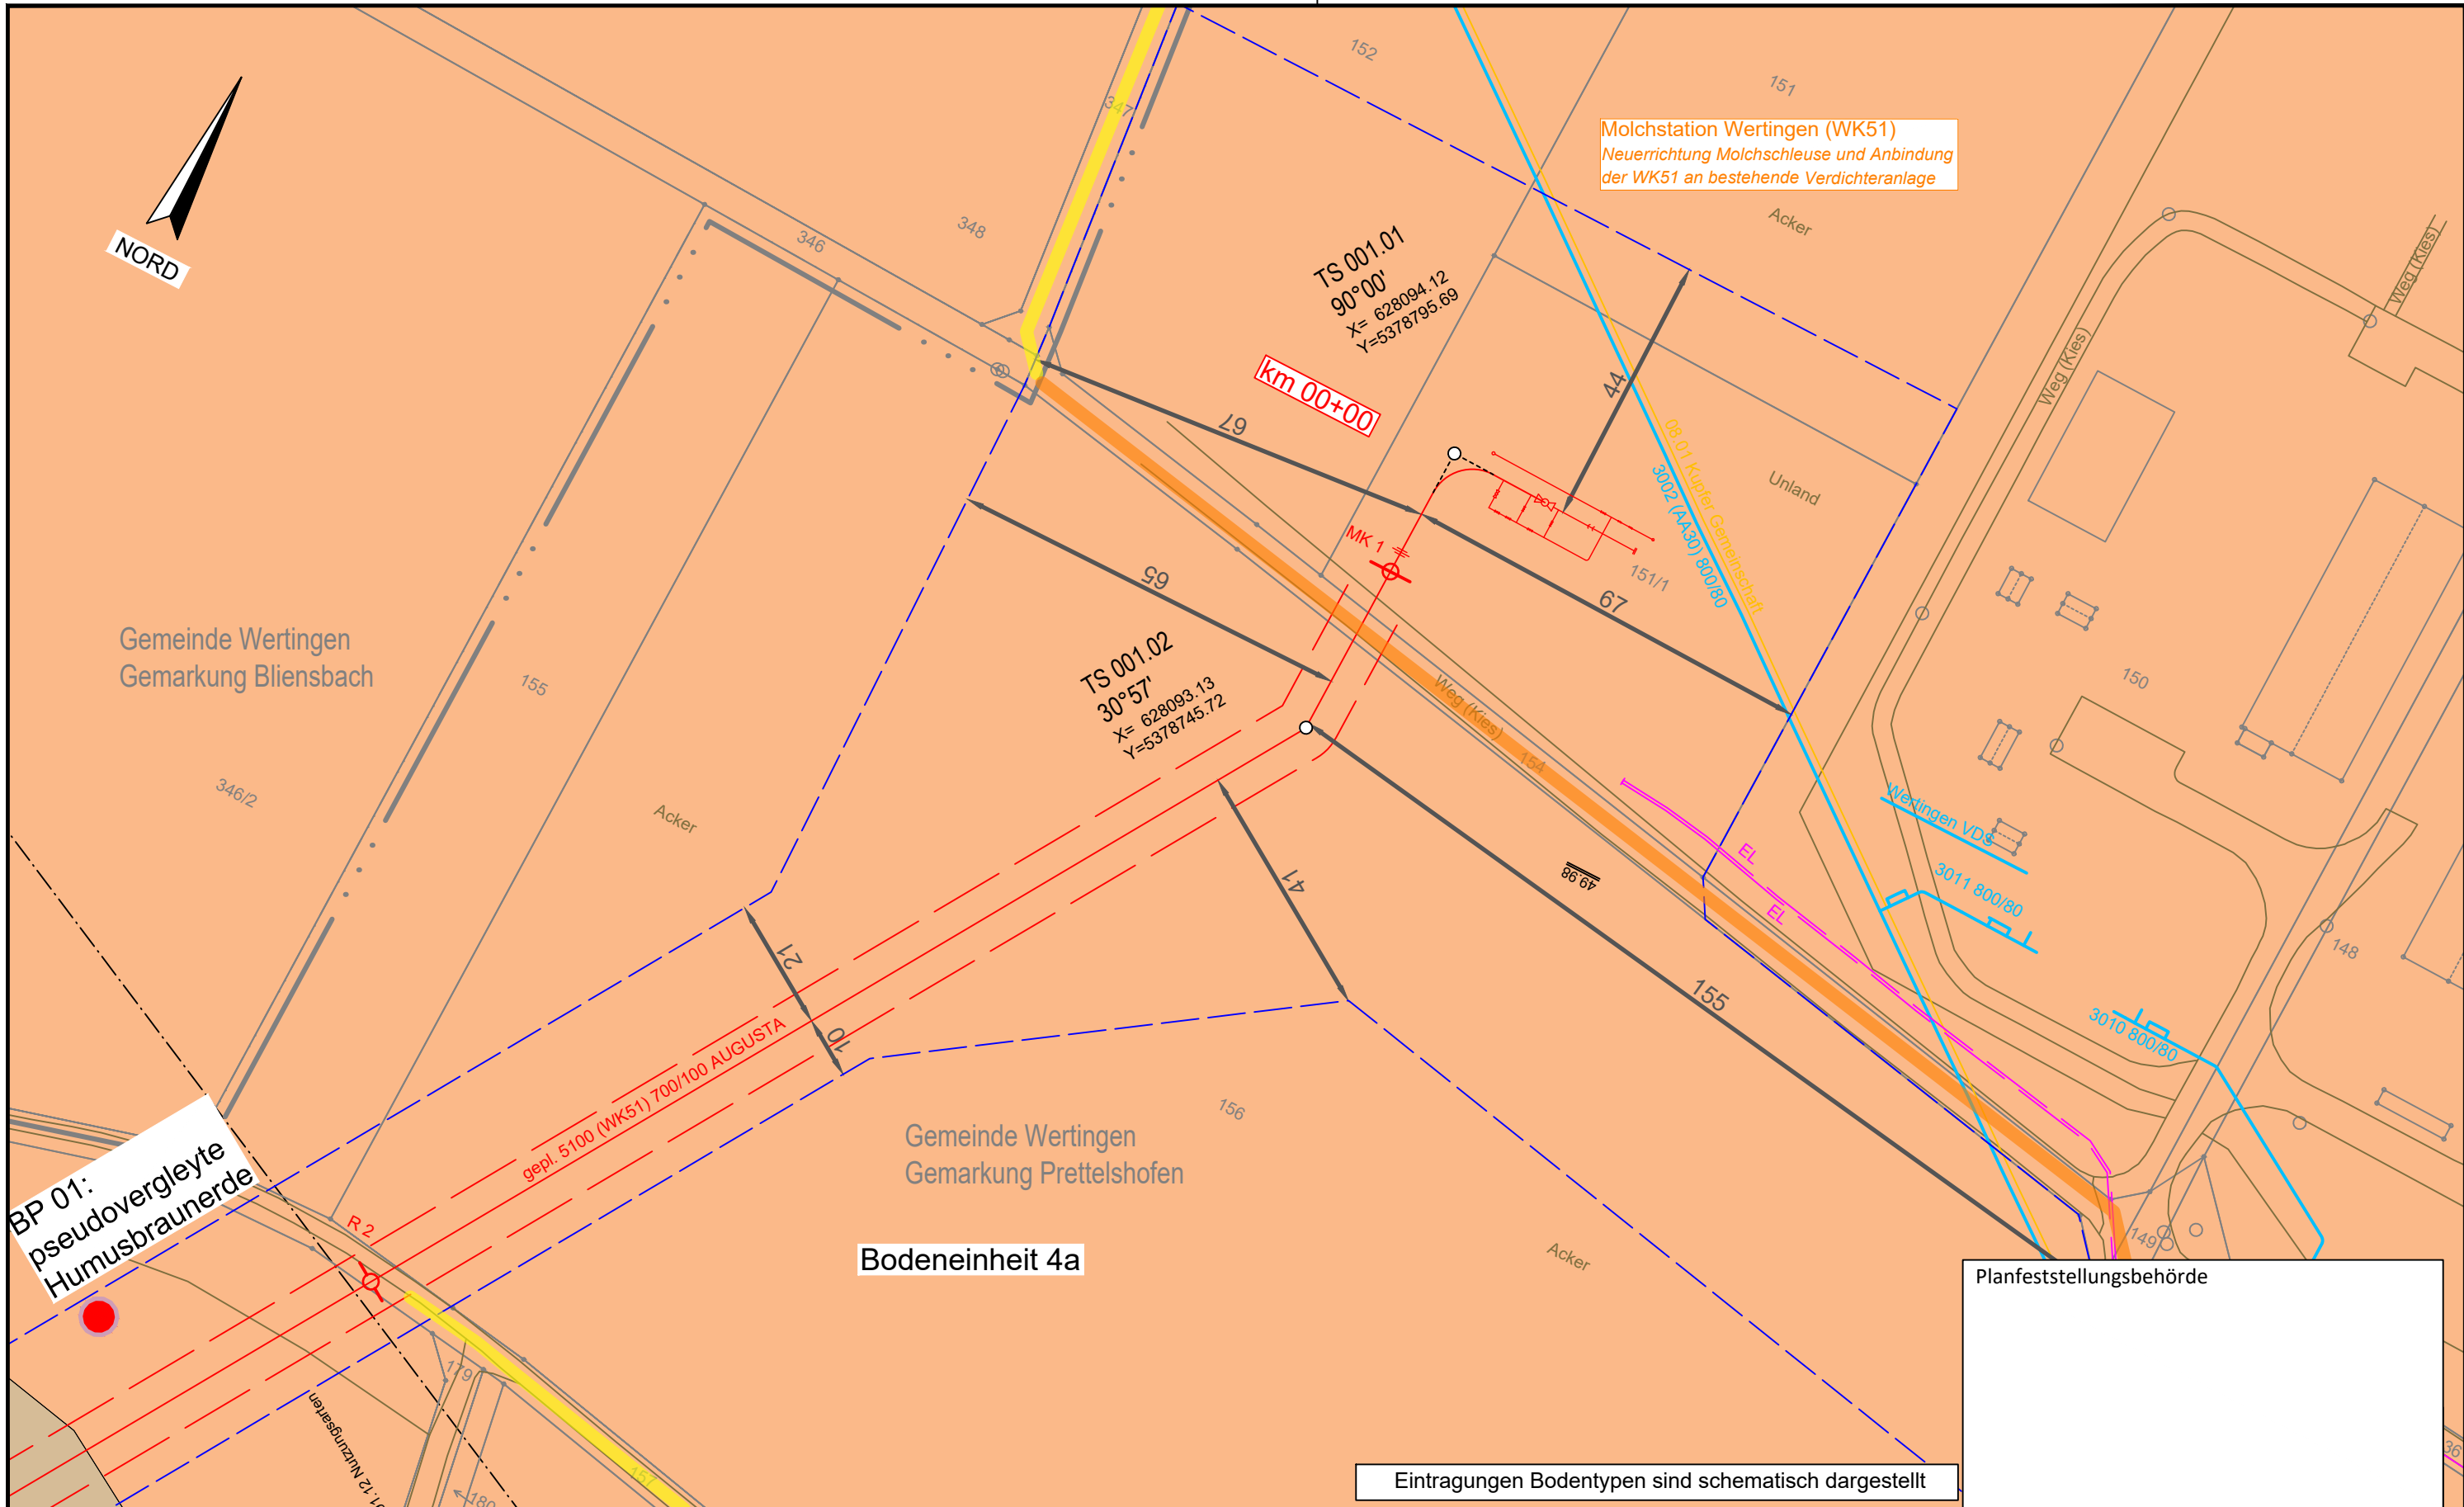 152
151
347
Molchstation Wertingen (WK51)
Neuerrichtung Molchschleuse und Anbindung
der WK51 an bestehende Verdichteranlage
NORD
346
348
Acker
Weg (Kies)
TS 001.01
90°00'
X= 628094.12
Y=5378795.69
km 00+00
44
67
Weg (Kies)
08.01 Kupfer Gemeinschaft
3002 (AA30) 800/80
Unland
MK 1
151/1
67
65
Gemeinde Wertingen
Gemarkung Bliensbach
155
TS 001.02
30°57'
X= 628093.13
Y=5378745.72
Weg (Kies)
154
150
346/2
Acker
Wertingen VDS
EL
EL
3011 800/80
49.98
41
155
148
21
10
3010 800/80
gepl. 5100 (WK51) 700/100 AUGUSTA
156
Gemeinde Wertingen
Gemarkung Prettelshofen
BP 01:
pseudovergleyte
Humusbraunerde
R 2
Bodeneinheit 4a
Acker
149
Planfeststellungsbehörde
179
157
180
Nutzungsarten
Eintragungen Bodentypen sind schematisch dargestellt